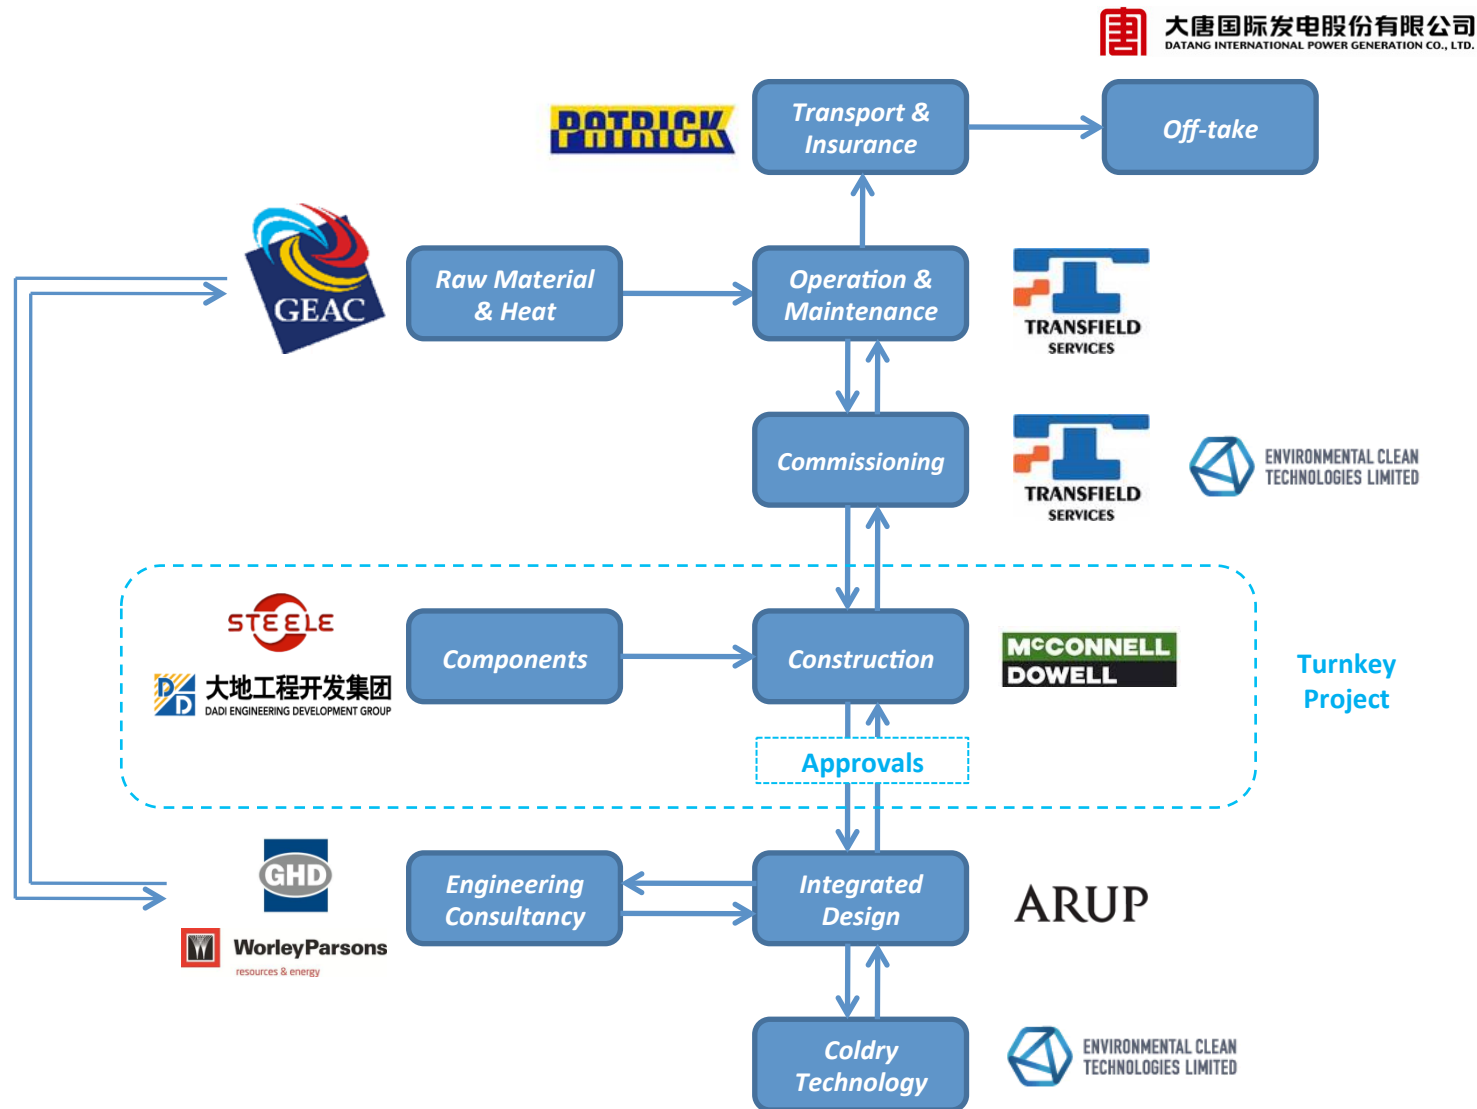 大唐国际发电股份有限公司
DATANG INTERNATIONAL POWER GENERATION CO., LTD.
PATRICK
Transport &
Insurance
Off-take
GEAC
Raw Material
& Heat
Operation &
Maintenance
TRANSFIELD
SERVICES
Commissioning
TRANSFIELD
SERVICES
ENVIRONMENTAL CLEAN
TECHNOLOGIES LIMITED
STEELE
大地工程开发集团
DADI ENGINEERING DEVELOPMENT GROUP
Components
Construction
McCONNELL
DOWELL
Turnkey
Project
Approvals
GHD
WorleyParsons
resources & energy
Engineering
Consultancy
Integrated
Design
ARUP
Coldry
Technology
ENVIRONMENTAL CLEAN
TECHNOLOGIES LIMITED